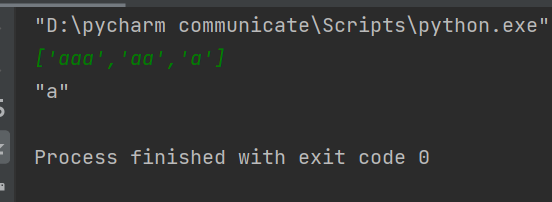 "D:\pycharm communicate\Scripts\python.exe"
['aaa','aa','a']
"a"
Process finished with exit code 0